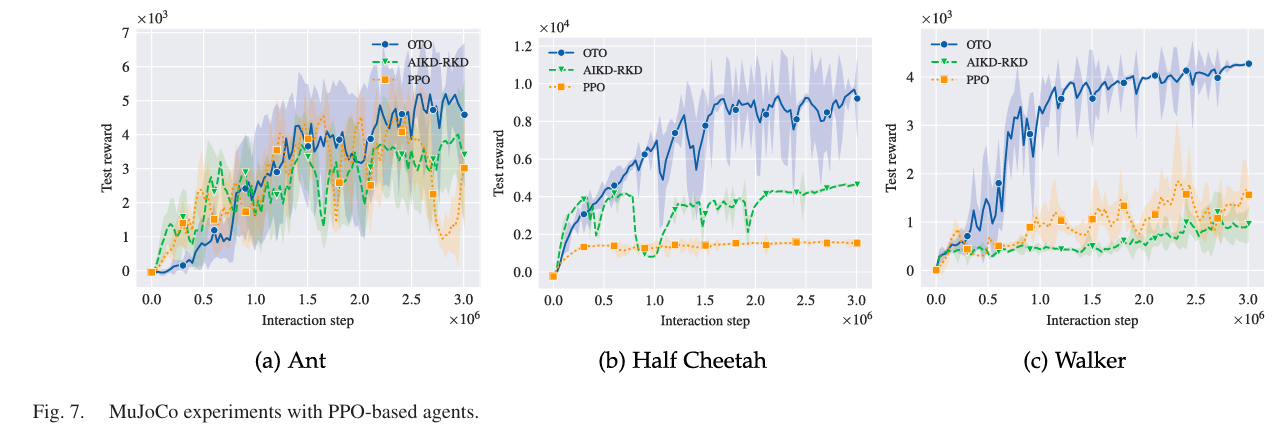 ×10³
7
6
5
4
3
2
1
0
Test reward
OTO
AIKD-RKD
PPO
0.0 0.5 1.0 1.5 2.0 2.5 3.0
Interaction step ×10⁶
(a) Ant
×10⁴
1.2
1.0
0.8
0.6
0.4
0.2
0.0
Test reward
OTO
AIKD-RKD
PPO
0.0 0.5 1.0 1.5 2.0 2.5 3.0
Interaction step ×10⁶
(b) Half Cheetah
×10³
4
3
2
1
0
Test reward
OTO
AIKD-RKD
PPO
0.0 0.5 1.0 1.5 2.0 2.5 3.0
Interaction step ×10⁶
(c) Walker
Fig. 7. MuJoCo experiments with PPO-based agents.